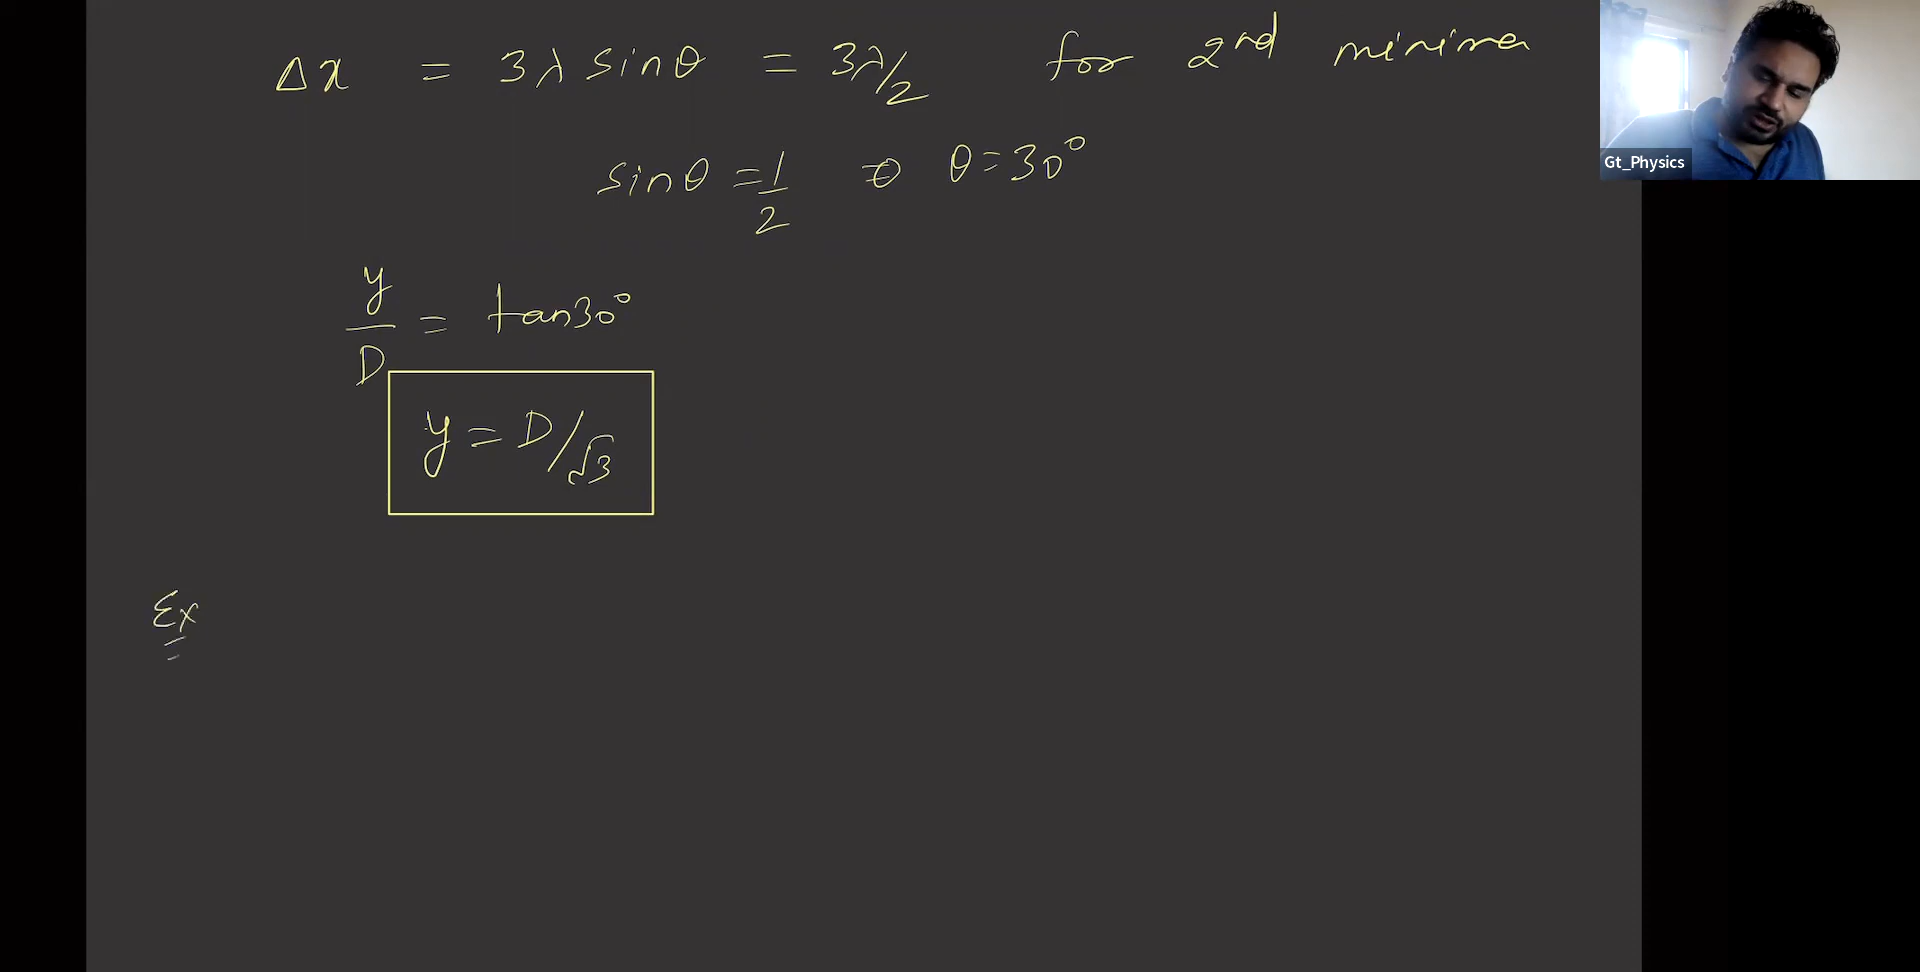 Δx = 3λ sinθ = 3λ/2 for 2nd minima
Gt_Physics
sinθ = 1/2 ⇒ θ = 30°
y/D = tan30°
y = D/√3
Ex